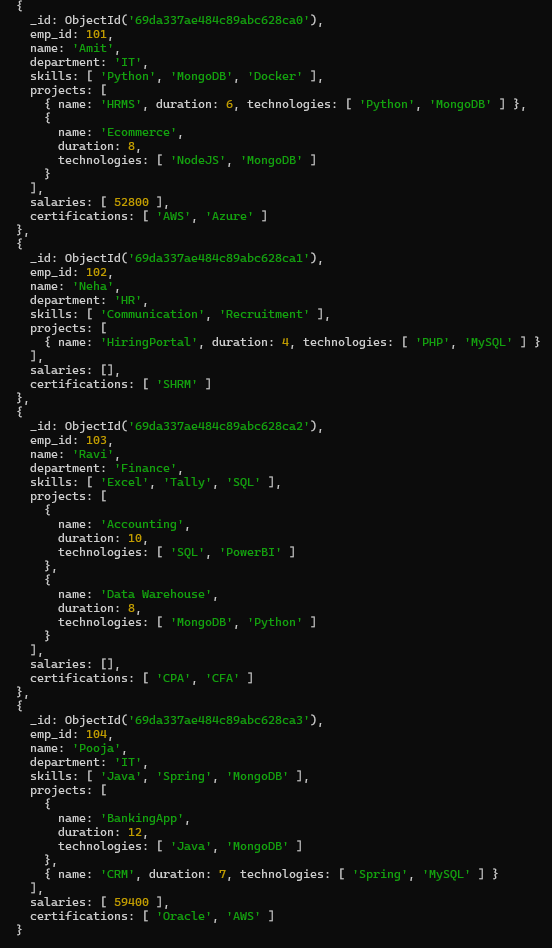 {
_id: ObjectId('69da337ae484c89abc628ca0'),
emp_id: 101,
name: 'Amit',
department: 'IT',
skills: [ 'Python', 'MongoDB', 'Docker' ],
projects: [
{ name: 'HRMS', duration: 6, technologies: [ 'Python', 'MongoDB' ] },
{
name: 'Ecommerce',
duration: 8,
technologies: [ 'NodeJS', 'MongoDB' ]
}
],
salaries: [ 52800 ],
certifications: [ 'AWS', 'Azure' ]
},
{
_id: ObjectId('69da337ae484c89abc628ca1'),
emp_id: 102,
name: 'Neha',
department: 'HR',
skills: [ 'Communication', 'Recruitment' ],
projects: [
{ name: 'HiringPortal', duration: 4, technologies: [ 'PHP', 'MySQL' ] }
],
salaries: [],
certifications: [ 'SHRM' ]
},
{
_id: ObjectId('69da337ae484c89abc628ca2'),
emp_id: 103,
name: 'Ravi',
department: 'Finance',
skills: [ 'Excel', 'Tally', 'SQL' ],
projects: [
{
name: 'Accounting',
duration: 10,
technologies: [ 'SQL', 'PowerBI' ]
},
{
name: 'Data Warehouse',
duration: 8,
technologies: [ 'MongoDB', 'Python' ]
}
],
salaries: [],
certifications: [ 'CPA', 'CFA' ]
},
{
_id: ObjectId('69da337ae484c89abc628ca3'),
emp_id: 104,
name: 'Pooja',
department: 'IT',
skills: [ 'Java', 'Spring', 'MongoDB' ],
projects: [
{
name: 'BankingApp',
duration: 12,
technologies: [ 'Java', 'MongoDB' ]
},
{ name: 'CRM', duration: 7, technologies: [ 'Spring', 'MySQL' ] }
],
salaries: [ 59400 ],
certifications: [ 'Oracle', 'AWS' ]
}